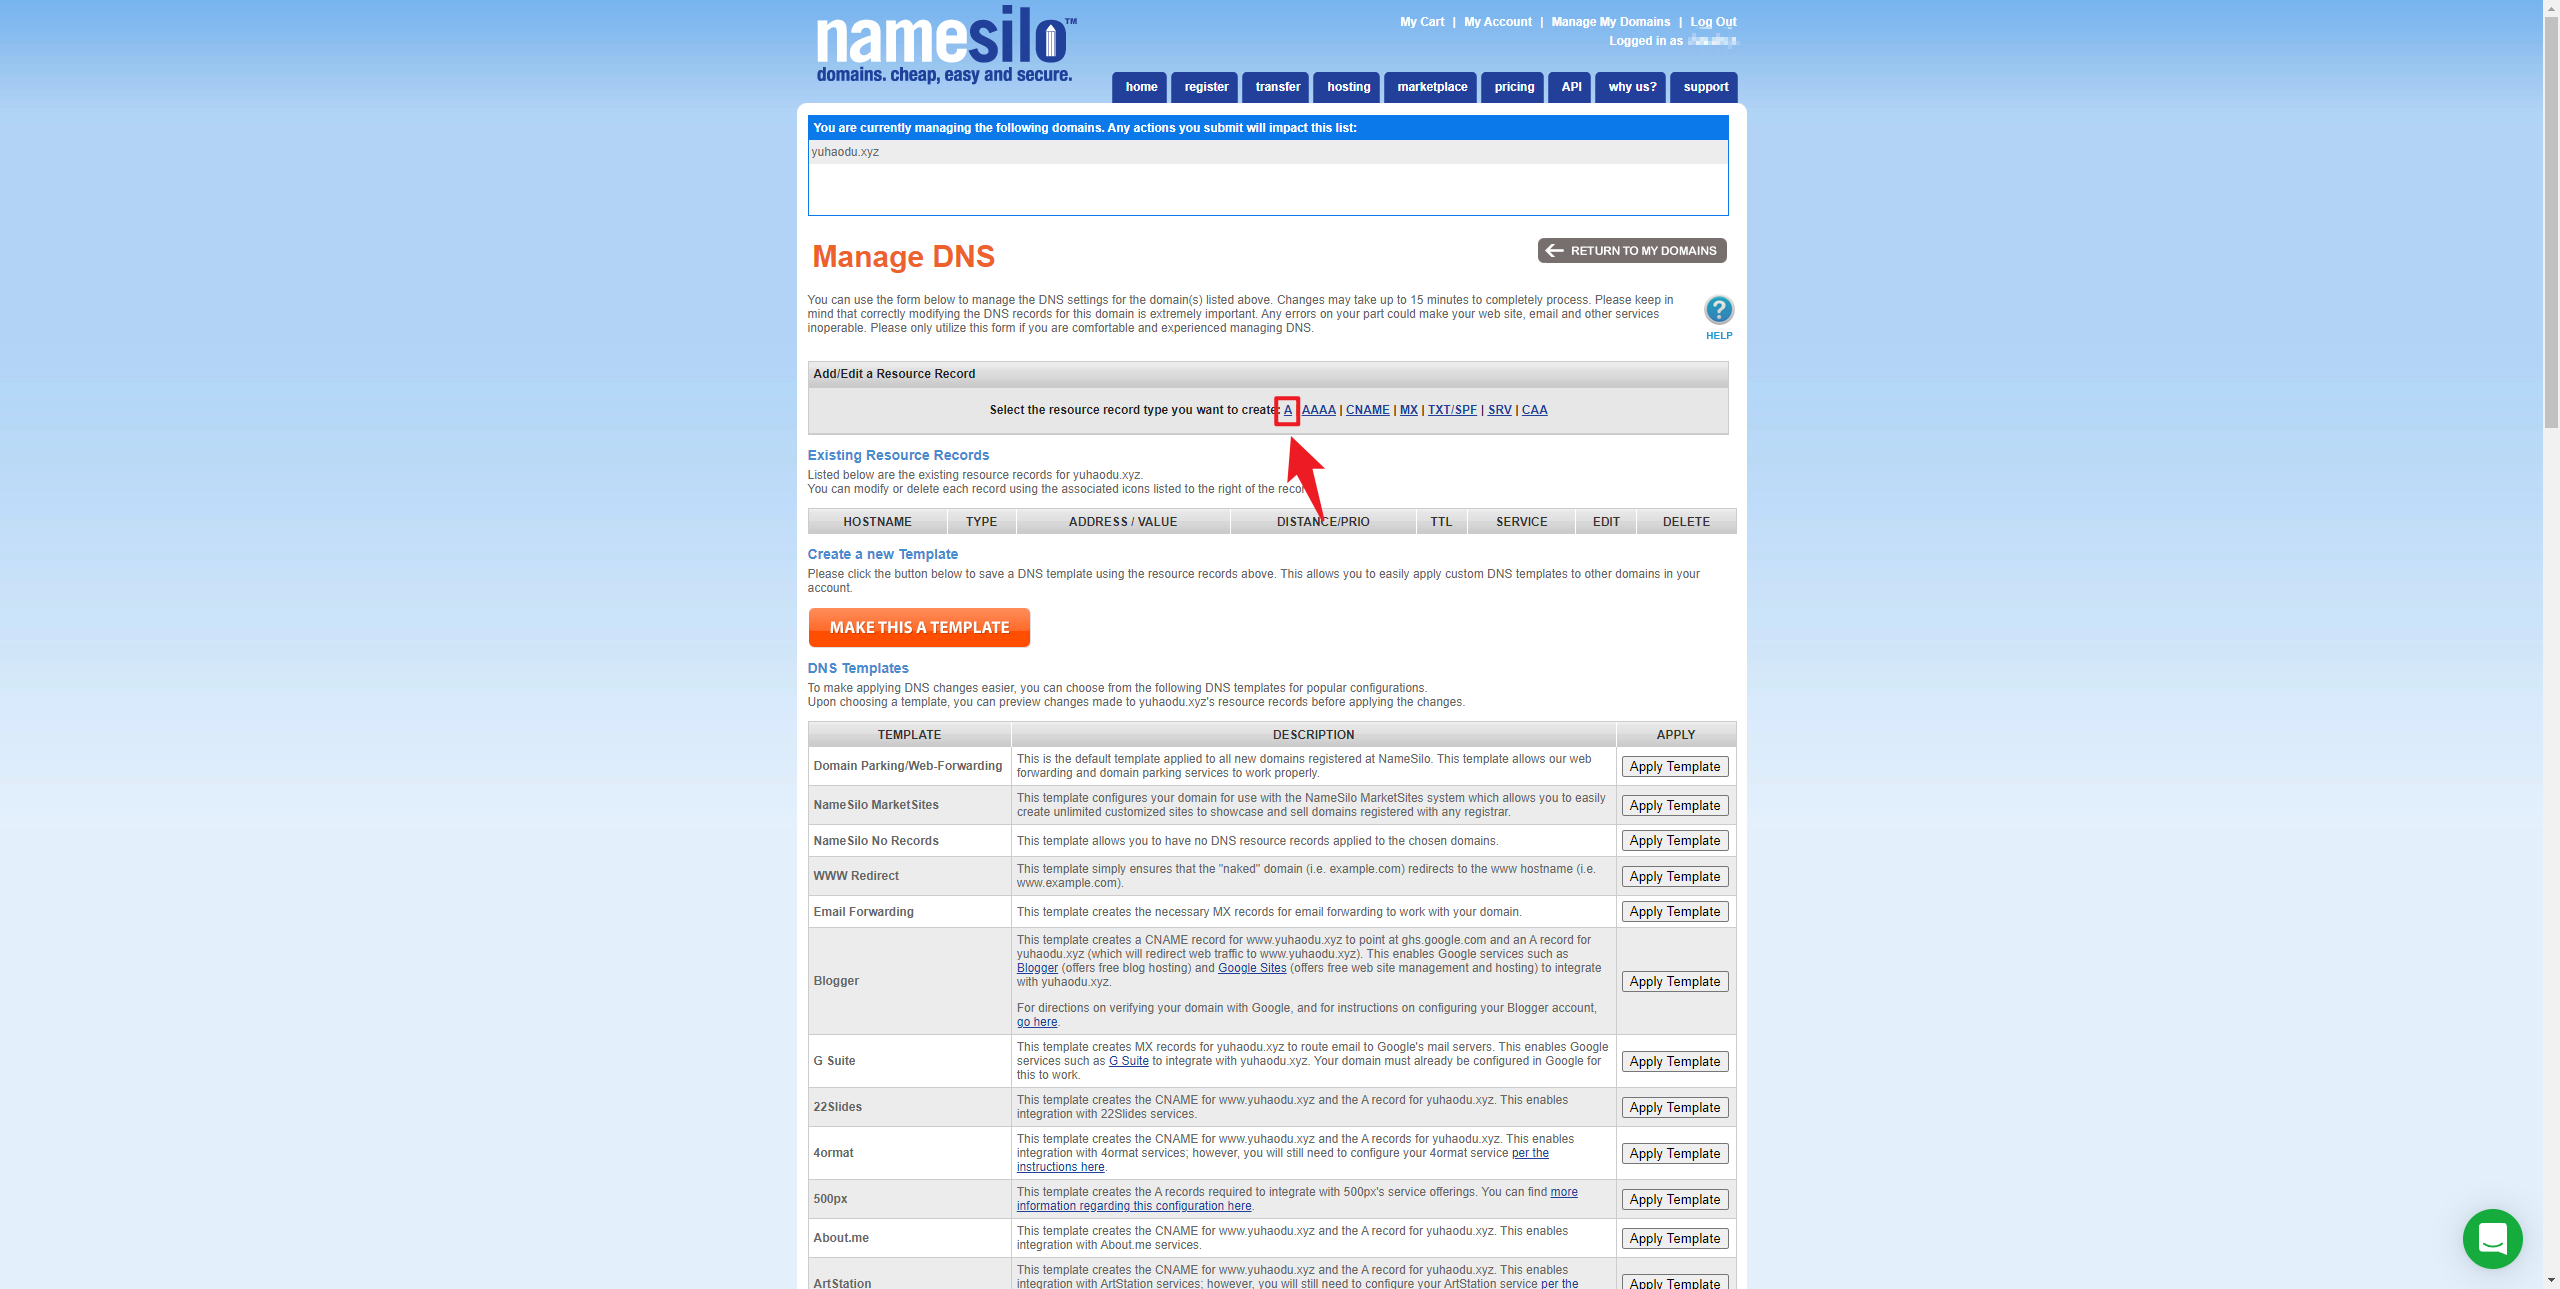 namesilo™
domains. cheap, easy and secure.
My Cart | My Account | Manage My Domains | Log Out
Logged in as
home register transfer hosting marketplace pricing API why us? support
You are currently managing the following domains. Any actions you submit will impact this list:
yuhaodu.xyz
Manage DNS
RETURN TO MY DOMAINS
You can use the form below to manage the DNS settings for the domain(s) listed above. Changes may take up to 15 minutes to completely process. Please keep in
mind that correctly modifying the DNS records for this domain is extremely important. Any errors on your part could make your web site, email and other services
inoperable. Please only utilize this form if you are comfortable and experienced managing DNS.
?
HELP
Add/Edit a Resource Record
Select the resource record type you want to create: A AAAA | CNAME | MX | TXT/SPF | SRV | CAA
Existing Resource Records
Listed below are the existing resource records for yuhaodu.xyz.
You can modify or delete each record using the associated icons listed to the right of the
HOSTNAME TYPE ADDRESS / VALUE DISTANCE/PRIO TTL SERVICE EDIT DELETE
Create a new Template
Please click the button below to save a DNS template using the resource records above. This allows you to easily apply custom DNS templates to other domains in your
account.
MAKE THIS A TEMPLATE
DNS Templates
To make applying DNS changes easier, you can choose from the following DNS templates for popular configurations.
Upon choosing a template, you can preview changes made to yuhaodu.xyz's resource records before applying the changes.
TEMPLATE DESCRIPTION APPLY
Domain Parking/Web-Forwarding
This is the default template applied to all new domains registered at NameSilo. This template allows our web
forwarding and domain parking services to work properly.
Apply Template
NameSilo MarketSites
This template configures your domain for use with the NameSilo MarketSites system which allows you to easily
create unlimited customized sites to showcase and sell domains registered with any registrar.
Apply Template
NameSilo No Records
This template allows you to have no DNS resource records applied to the chosen domains.
Apply Template
WWW Redirect
This template simply ensures that the "naked" domain (i.e. example.com) redirects to the www hostname (i.e.
www.example.com).
Apply Template
Email Forwarding
This template creates the necessary MX records for email forwarding to work with your domain.
Apply Template
Blogger
This template creates a CNAME record for www.yuhaodu.xyz to point at ghs.google.com and an A record for
yuhaodu.xyz (which will redirect web traffic to www.yuhaodu.xyz). This enables Google services such as
Blogger (offers free blog hosting) and Google Sites (offers free web site management and hosting) to integrate
with yuhaodu.xyz.
For directions on verifying your domain with Google, and for instructions on configuring your Blogger account,
go here.
Apply Template
G Suite
This template creates MX records for yuhaodu.xyz to route email to Google's mail servers. This enables Google
services such as G Suite to integrate with yuhaodu.xyz. Your domain must already be configured in Google for
this to work.
Apply Template
22Slides
This template creates the CNAME for www.yuhaodu.xyz and the A record for yuhaodu.xyz. This enables
integration with 22Slides services.
Apply Template
4ormat
This template creates the CNAME for www.yuhaodu.xyz and the A records for yuhaodu.xyz. This enables
integration with 4ormat services; however, you will still need to configure your 4ormat service per the
instructions here.
Apply Template
500px
This template creates the A records required to integrate with 500px's service offerings. You can find more
information regarding this configuration here.
Apply Template
About.me
This template creates the CNAME for www.yuhaodu.xyz and the A record for yuhaodu.xyz. This enables
integration with About.me services.
Apply Template
ArtStation
This template creates the CNAME for www.yuhaodu.xyz and the A record for yuhaodu.xyz. This enables
integration with ArtStation services; however, you will still need to configure your ArtStation service per the
Apply Template